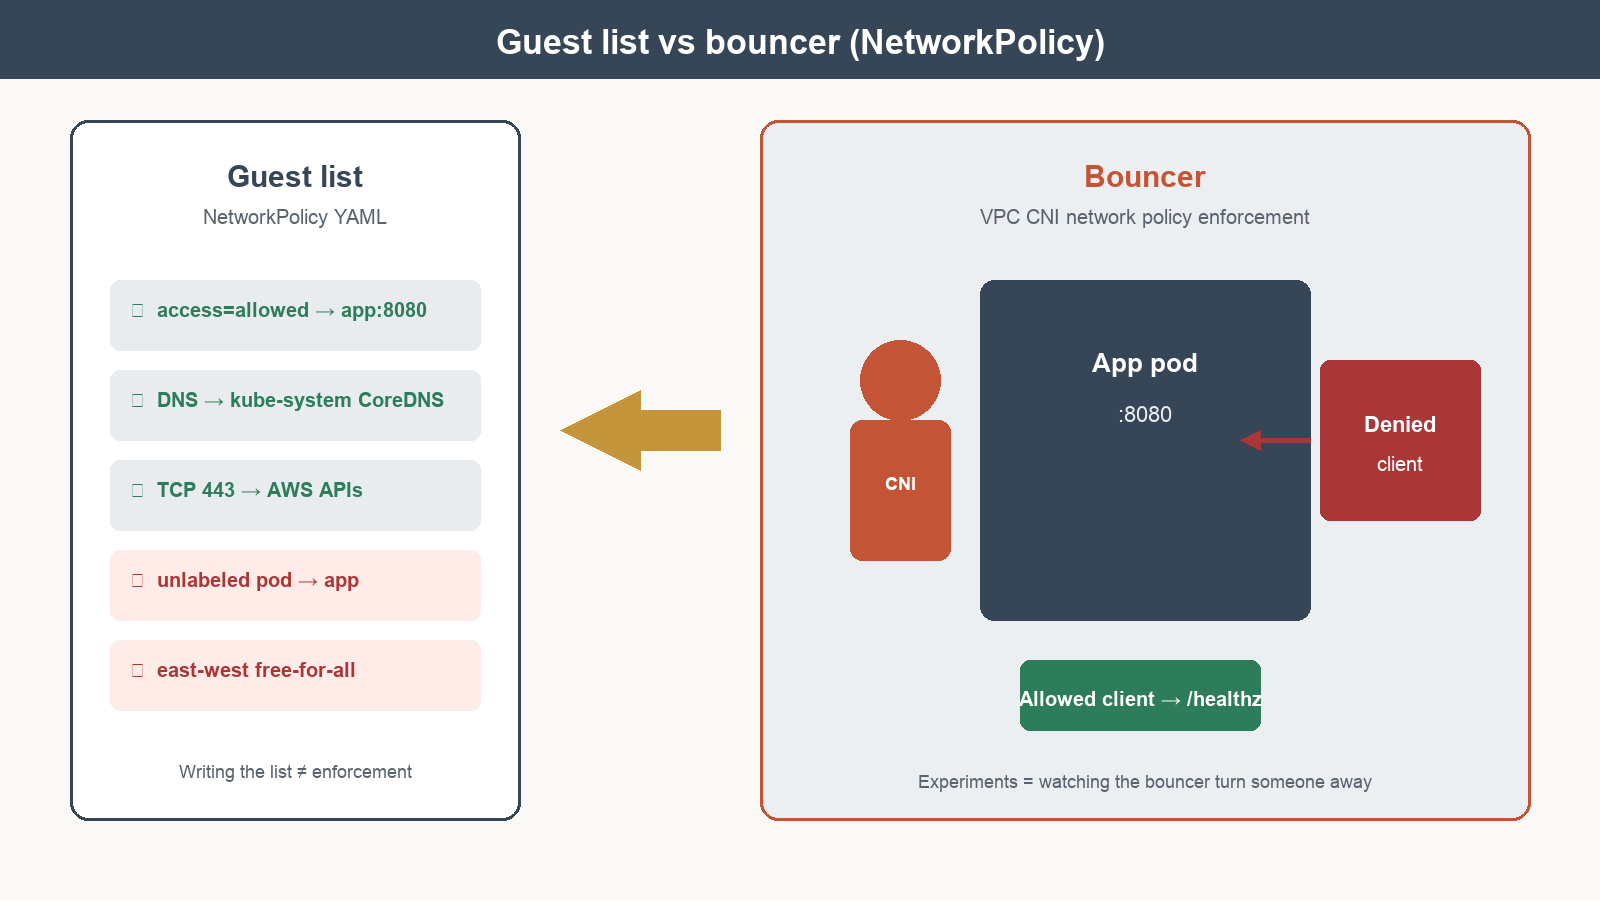 Guest list vs bouncer (NetworkPolicy)
Guest list
NetworkPolicy YAML
access=allowed → app:8080
DNS → kube-system CoreDNS
TCP 443 → AWS APIs
unlabeled pod → app
east-west free-for-all
Writing the list ≠ enforcement
Bouncer
VPC CNI network policy enforcement
CNI
App pod
:8080
Denied
client
Allowed client → /healthz
Experiments = watching the bouncer turn someone away